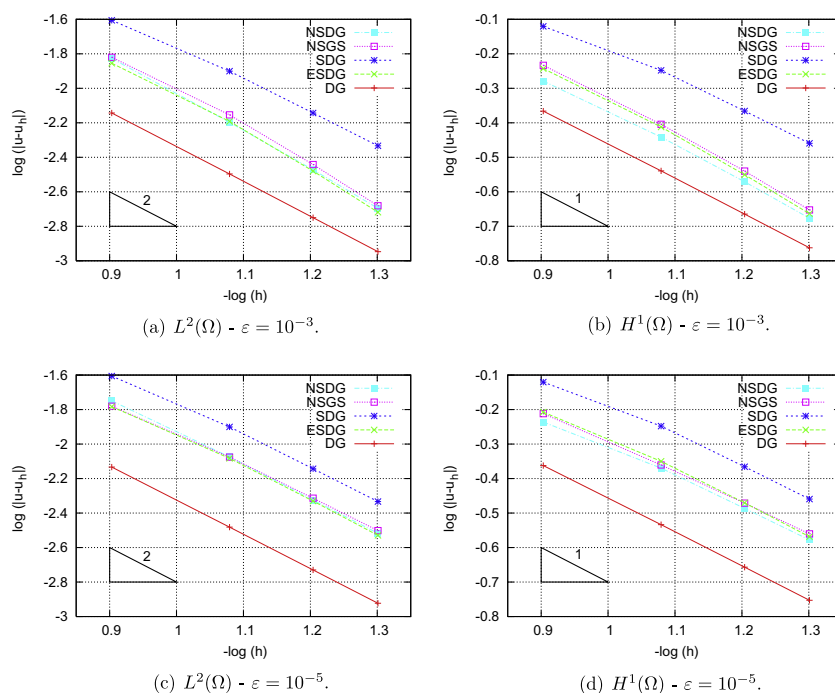 -1.6
-1.8
-2
-2.2
-2.4
-2.6
-2.8
-3
0.9 1 1.1 1.2 1.3
log (|u-u_h|)
-log (h)
NSDG
NSGS
SDG
ESDG
DG
2
(a) L²(Ω) - ε = 10⁻³.
-0.1
-0.2
-0.3
-0.4
-0.5
-0.6
-0.7
-0.8
0.9 1 1.1 1.2 1.3
log (|u-u_h|)
-log (h)
NSDG
NSGS
SDG
ESDG
DG
1
(b) H¹(Ω) - ε = 10⁻³.
-1.6
-1.8
-2
-2.2
-2.4
-2.6
-2.8
-3
0.9 1 1.1 1.2 1.3
log (|u-u_h|)
-log (h)
NSDG
NSGS
SDG
ESDG
DG
2
(c) L²(Ω) - ε = 10⁻⁵.
-0.1
-0.2
-0.3
-0.4
-0.5
-0.6
-0.7
-0.8
0.9 1 1.1 1.2 1.3
log (|u-u_h|)
-log (h)
NSDG
NSGS
SDG
ESDG
DG
1
(d) H¹(Ω) - ε = 10⁻⁵.